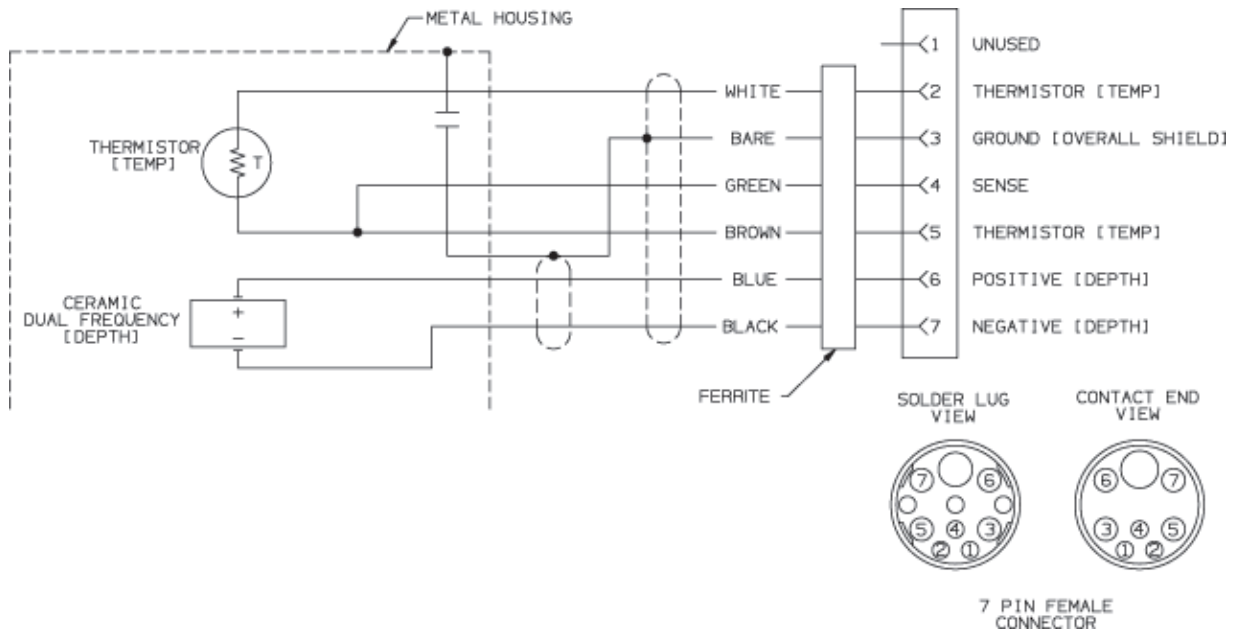 METAL HOUSING
1 UNUSED
WHITE 2 THERMISTOR [TEMP]
BARE 3 GROUND [OVERALL SHIELD]
THERMISTOR
[TEMP]
T
GREEN 4 SENSE
BROWN 5 THERMISTOR [TEMP]
BLUE 6 POSITIVE [DEPTH]
CERAMIC
DUAL FREQUENCY
[DEPTH]
+
-
BLACK 7 NEGATIVE [DEPTH]
FERRITE
SOLDER LUG
VIEW
7 6
5 4 3
2 1
CONTACT END
VIEW
6 7
3 4 5
1 2
7 PIN FEMALE
CONNECTOR